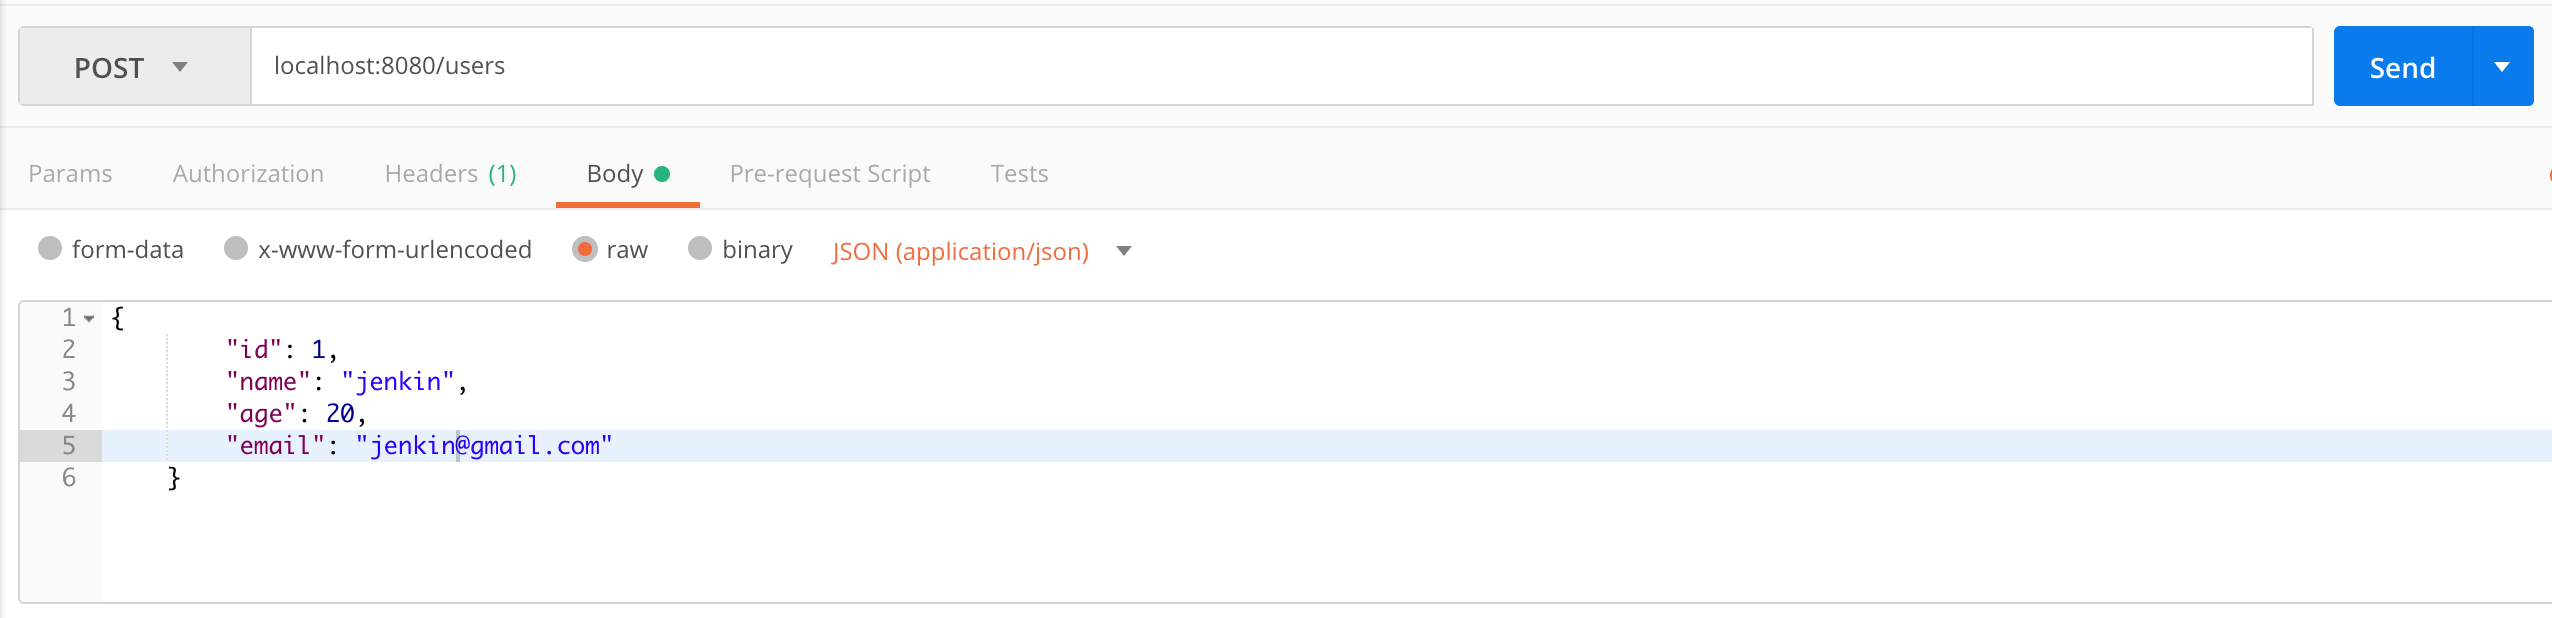 POST localhost:8080/users Send
Params Authorization Headers (1) Body Pre-request Script Tests
form-data x-www-form-urlencoded raw binary JSON (application/json)
1 {
2 "id": 1,
3 "name": "jenkin",
4 "age": 20,
5 "email": "jenkin@gmail.com"
6 }